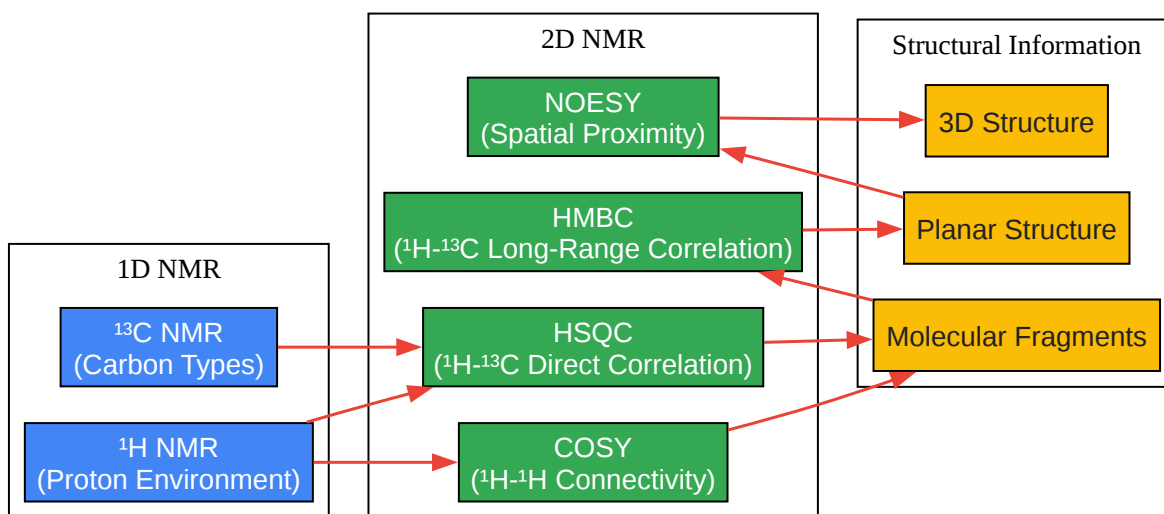 1D NMR
¹³C NMR
(Carbon Types)
¹H NMR
(Proton Environment)
2D NMR
NOESY
(Spatial Proximity)
HMBC
(¹H-¹³C Long-Range Correlation)
HSQC
(¹H-¹³C Direct Correlation)
COSY
(¹H-¹H Connectivity)
Structural Information
3D Structure
Planar Structure
Molecular Fragments